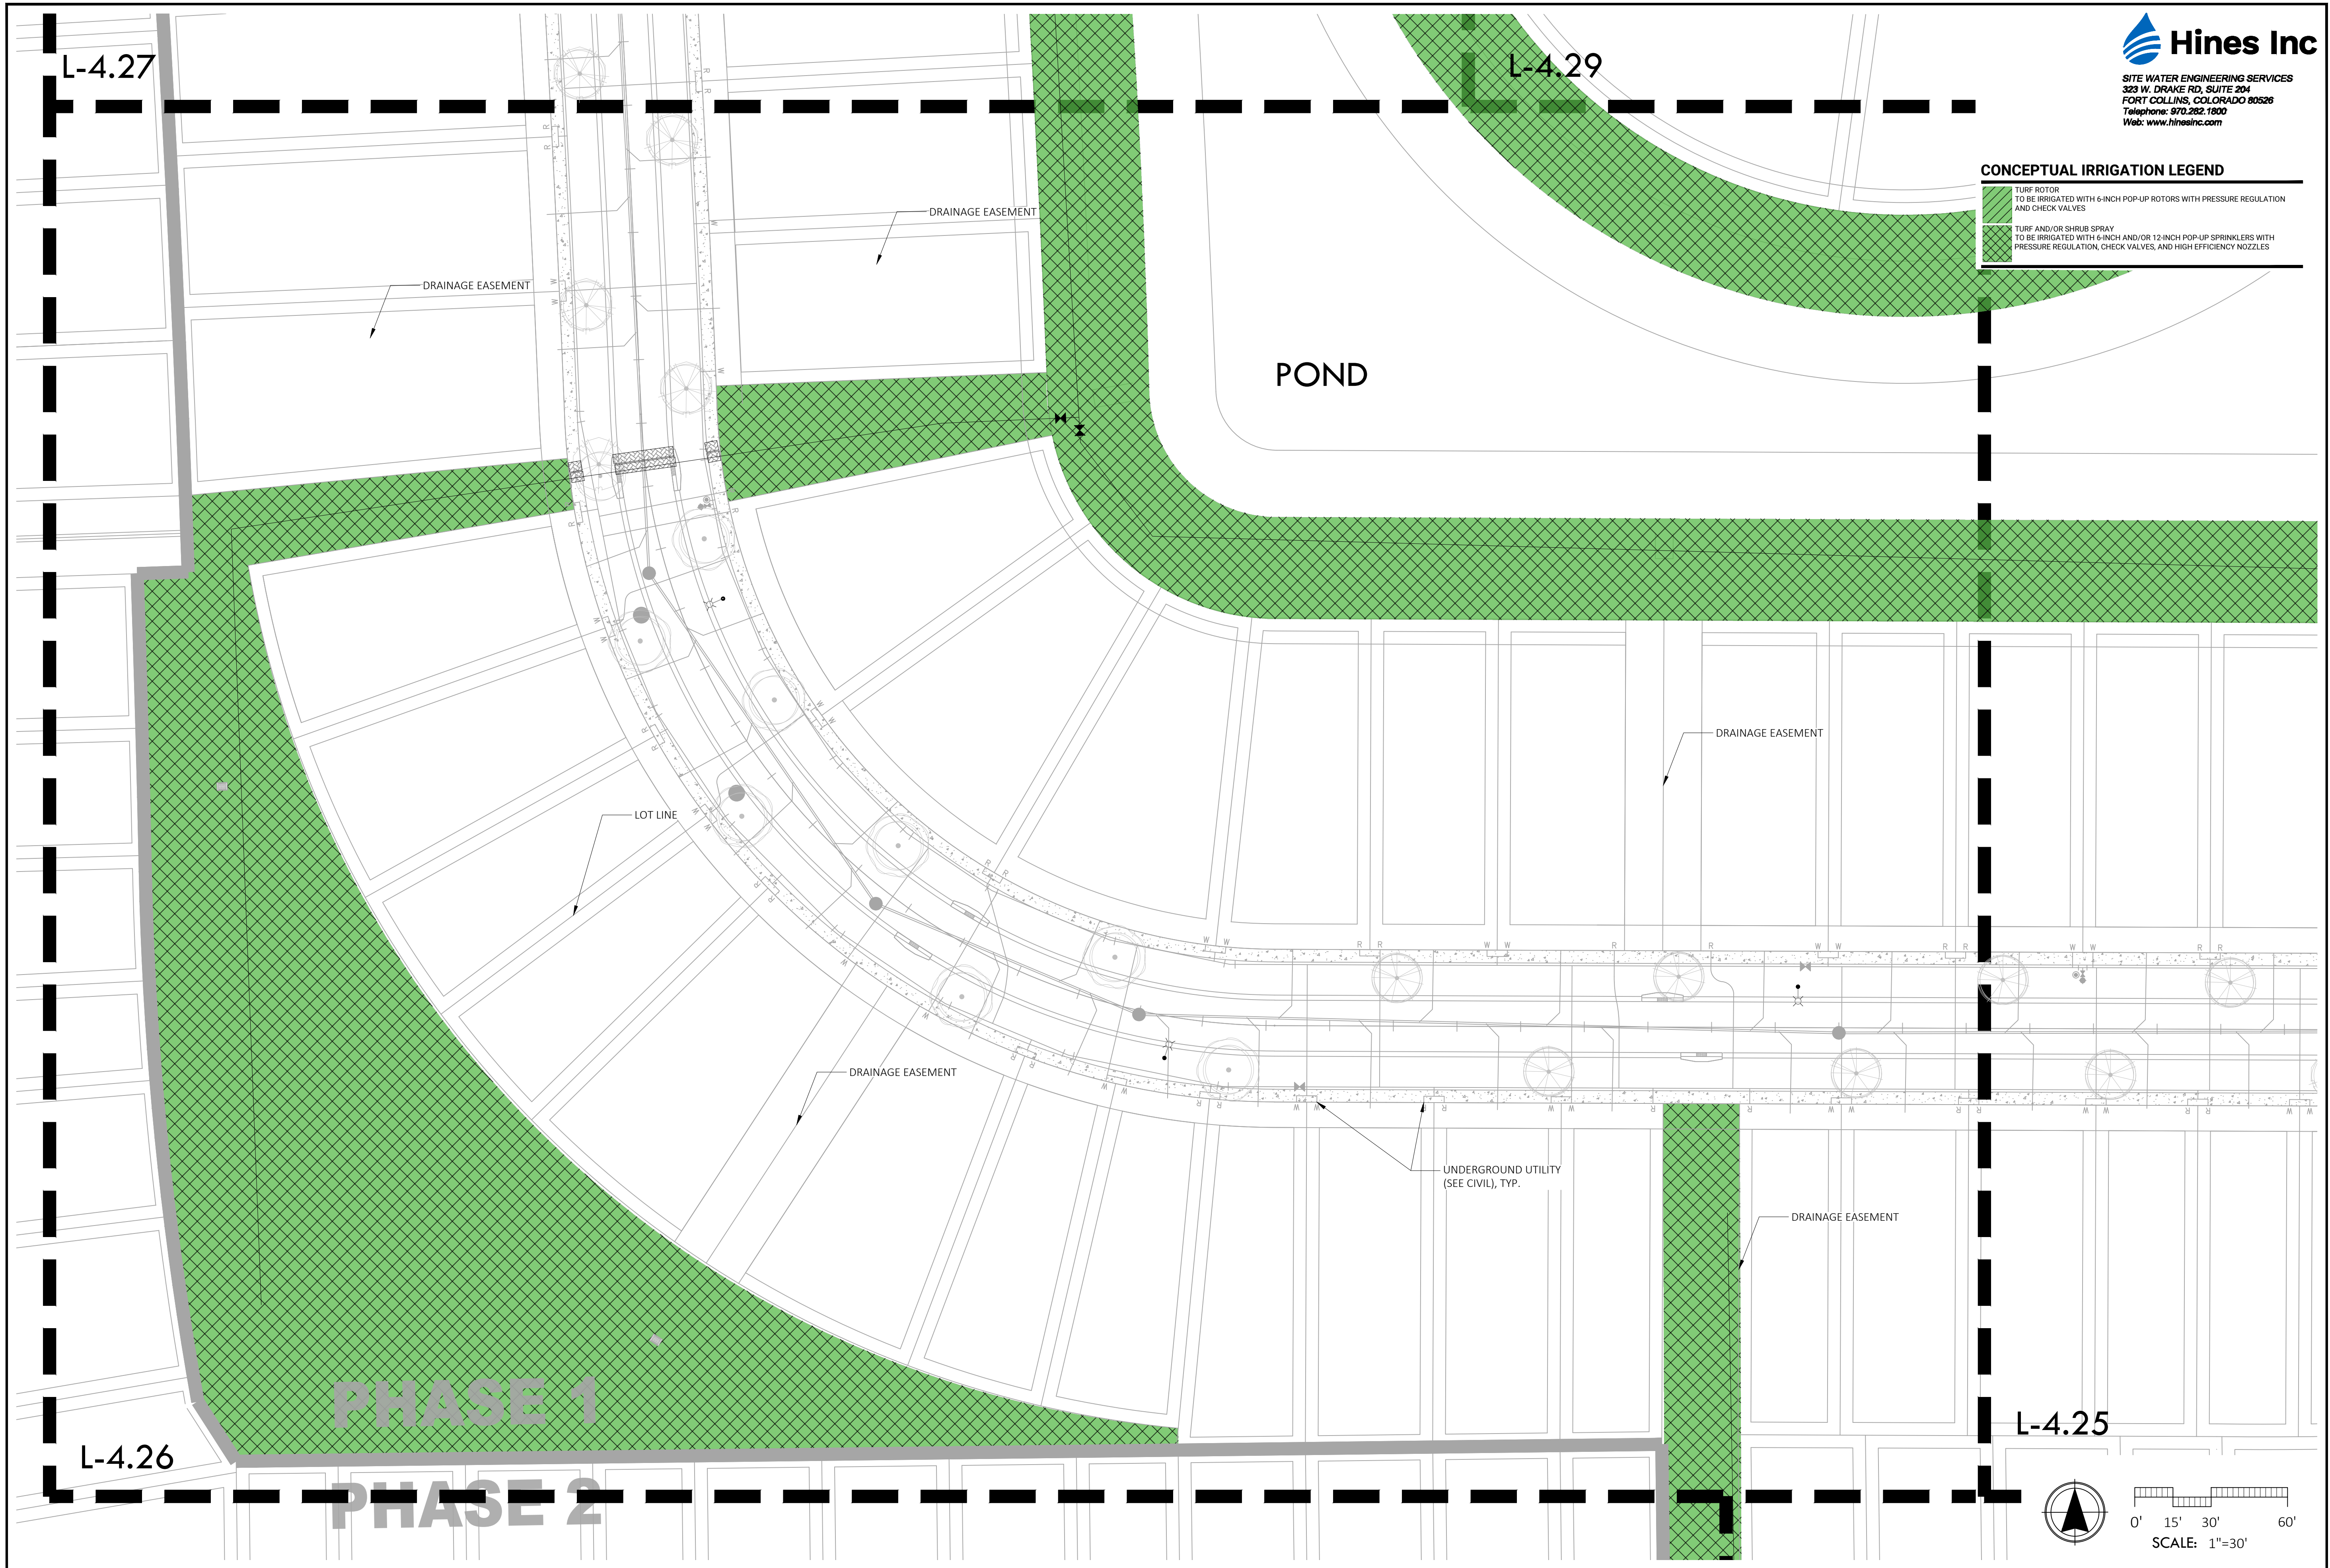 L-4.27
L-4.29
Hines Inc
SITE WATER ENGINEERING SERVICES
323 W. DRAKE RD, SUITE 204
FORT COLLINS, COLORADO 80526
Telephone: 970.282.1800
Web: www.hinesinc.com
CONCEPTUAL IRRIGATION LEGEND
TURF ROTOR
TO BE IRRIGATED WITH 6-INCH POP-UP ROTORS WITH PRESSURE REGULATION
AND CHECK VALVES
TURF AND/OR SHRUB SPRAY
TO BE IRRIGATED WITH 6-INCH AND/OR 12-INCH POP-UP SPRINKLERS WITH
PRESSURE REGULATION, CHECK VALVES, AND HIGH EFFICIENCY NOZZLES
DRAINAGE EASEMENT
DRAINAGE EASEMENT
POND
DRAINAGE EASEMENT
LOT LINE
DRAINAGE EASEMENT
UNDERGROUND UTILITY
(SEE CIVIL), TYP.
DRAINAGE EASEMENT
PHASE 1
L-4.25
L-4.26
PHASE 2
0' 15' 30' 60'
SCALE: 1"=30'